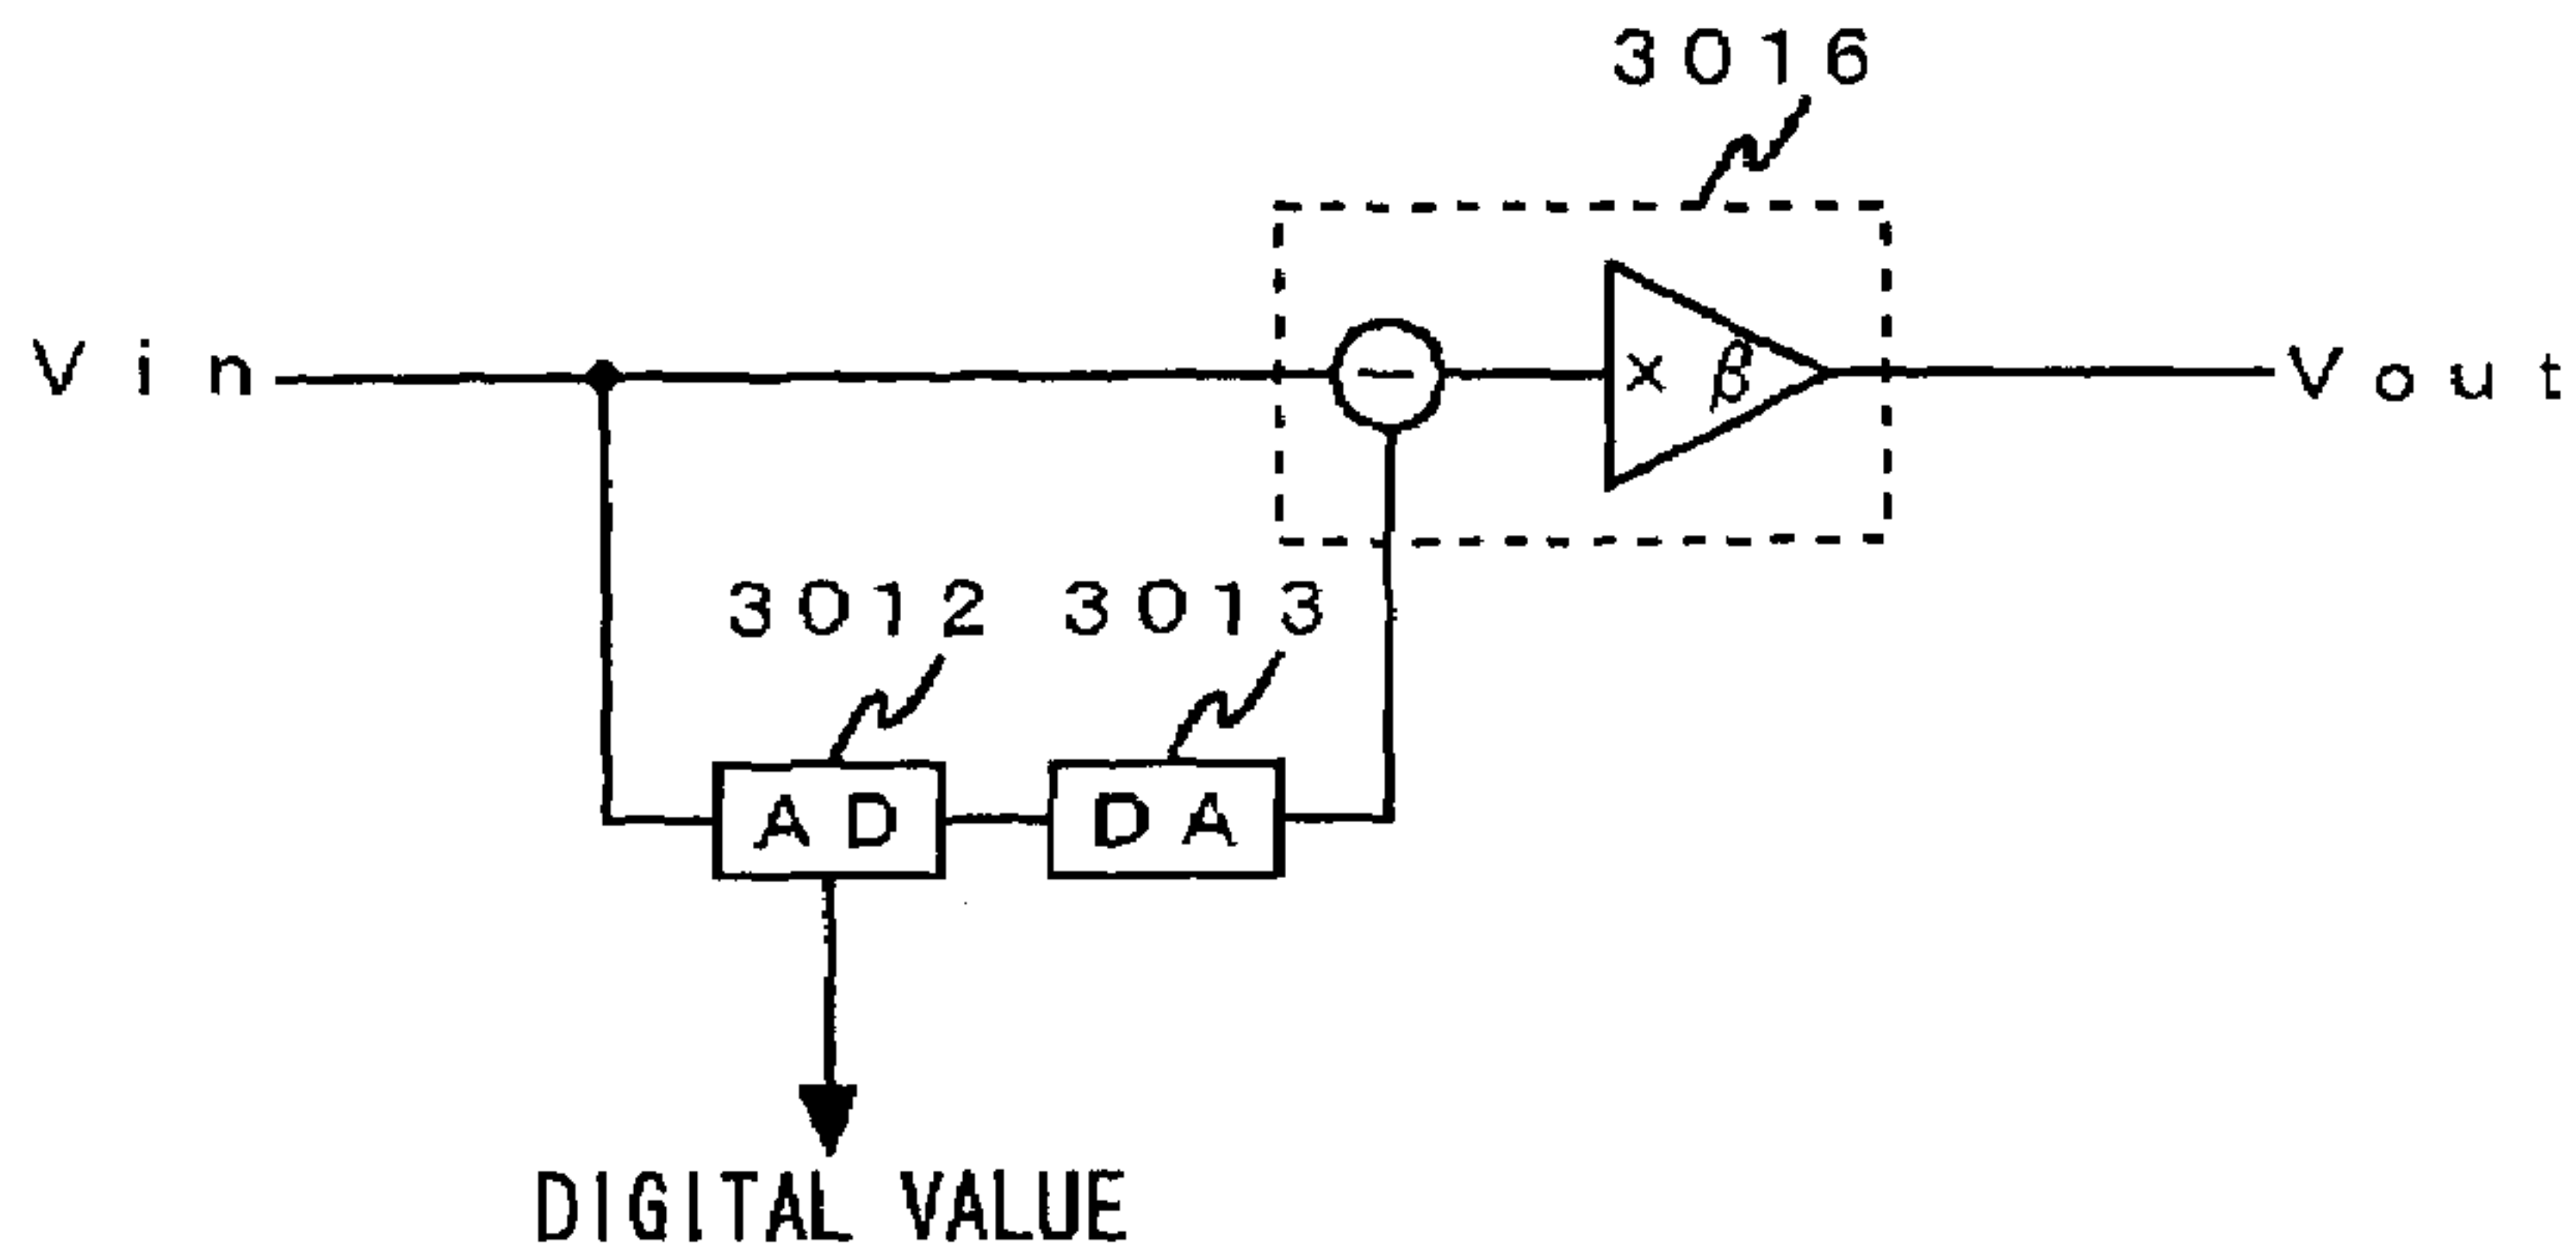 3016
Vin
×β
Vout
3012 3013
AD DA
DIGITAL VALUE